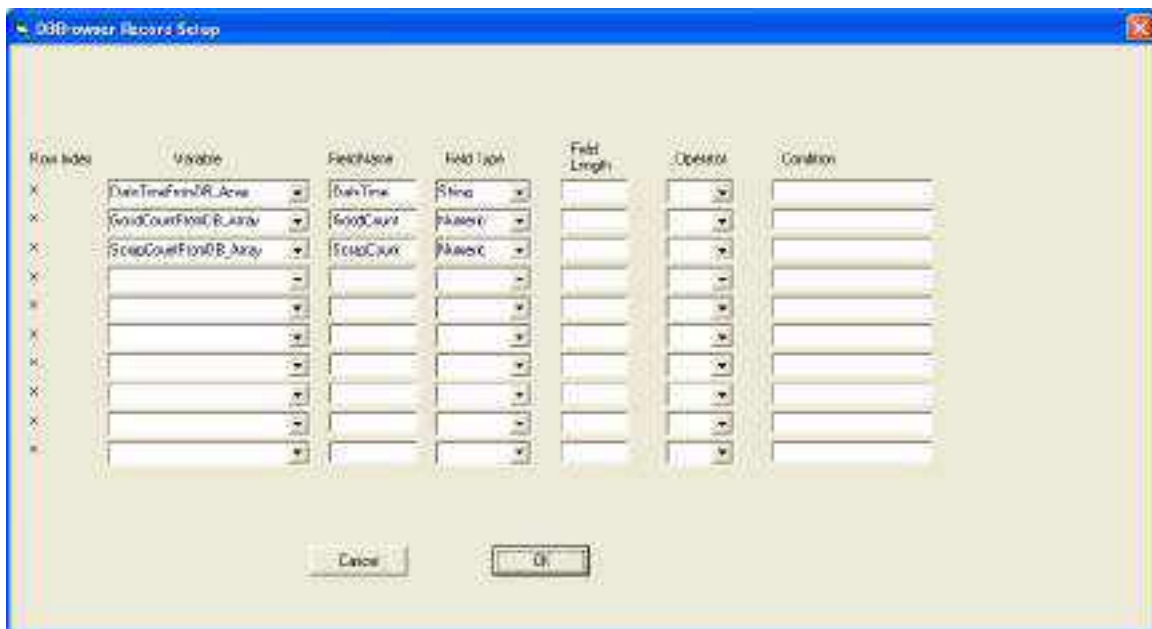 DBBrowser Record Setup
Row Index Variable FieldName Field Type Field Length Operator Condition
X DateTimeFromDB_Array DateTime String
X GoodCountFromDB_Array GoodCount Numeric
X ScrapCountFromDB_Array ScrapCount Numeric
X
X
X
X
X
X
X
Cancel OK